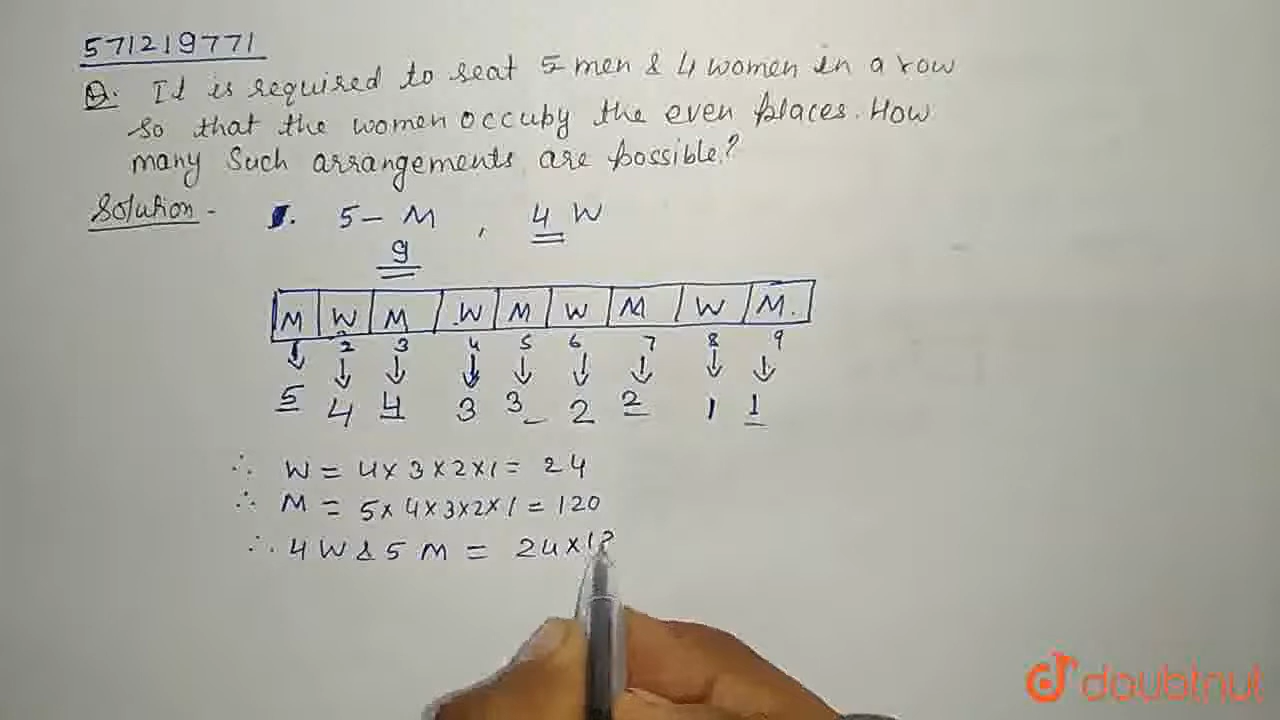 571219771
Q. It is required to seat 5 men & 4 women in a row
so that the women occupy the even places. How
many such arrangements are possible?
Solution - 5 - M , 4 W
9
M W M W M W M W M.
2 3 4 5 6 7 8 9
5 4 4 3 3 2 2 1 1
∴ W = 4 x 3 x 2 x 1 = 24
∴ M = 5 x 4 x 3 x 2 x 1 = 120
∴ 4 W & 5 M = 24 x 12
doubtnut